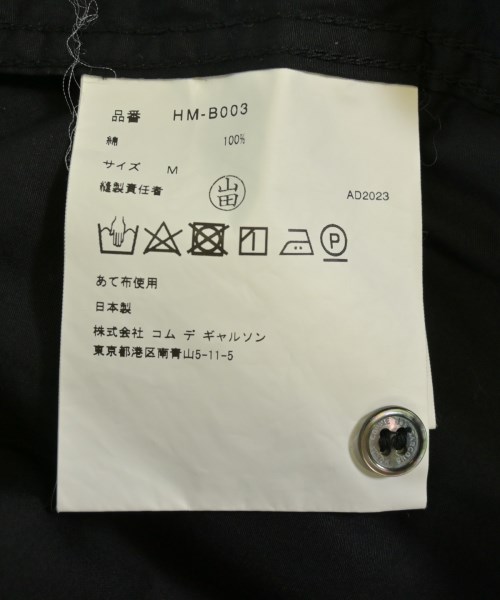 品番 HM-B003
綿 100%
サイズ M
縫製責任者 山田
AD2023
P
あて布使用
日本製
株式会社 コム デ ギャルソン
東京都港区南青山5-11-5